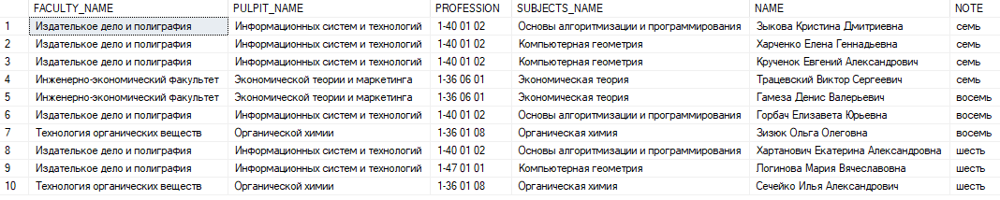 FACULTY_NAME PULPIT_NAME PROFESSION SUBJECTS_NAME NAME NOTE
1 Издателькое дело и полиграфия Информационных систем и технологий 1-40 01 02 Основы алгоритмизации и программирования Зыкова Кристина Дмитриевна семь
2 Издателькое дело и полиграфия Информационных систем и технологий 1-40 01 02 Компьютерная геометрия Харченко Елена Геннадьевна семь
3 Издателькое дело и полиграфия Информационных систем и технологий 1-40 01 02 Компьютерная геометрия Крученок Евгений Александрович семь
4 Инженерно-экономический факультет Экономической теории и маркетинга 1-36 06 01 Экономическая теория Трацевский Виктор Сергеевич семь
5 Инженерно-экономический факультет Экономической теории и маркетинга 1-36 06 01 Экономическая теория Гамеза Денис Валерьевич восемь
6 Издателькое дело и полиграфия Информационных систем и технологий 1-40 01 02 Основы алгоритмизации и программирования Горбач Елизавета Юрьевна восемь
7 Технология органических веществ Органической химии 1-36 01 08 Органическая химия Зизюк Ольга Олеговна восемь
8 Издателькое дело и полиграфия Информационных систем и технологий 1-40 01 02 Основы алгоритмизации и программирования Хартанович Екатерина Александровна шесть
9 Издателькое дело и полиграфия Информационных систем и технологий 1-47 01 01 Компьютерная геометрия Логинова Мария Вячеславовна шесть
10 Технология органических веществ Органической химии 1-36 01 08 Органическая химия Сечейко Илья Александрович шесть